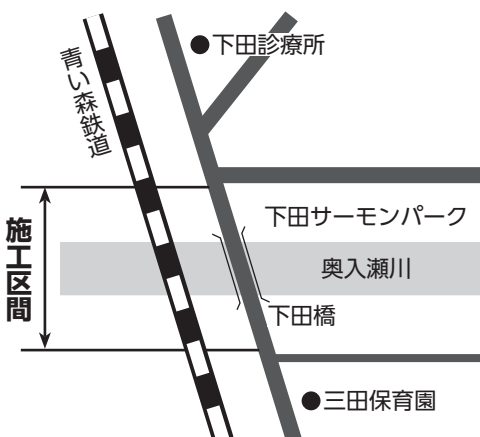 下田診療所
青い森鉄道
下田サーモンパーク
施工区間
奥入瀬川
下田橋
三田保育園